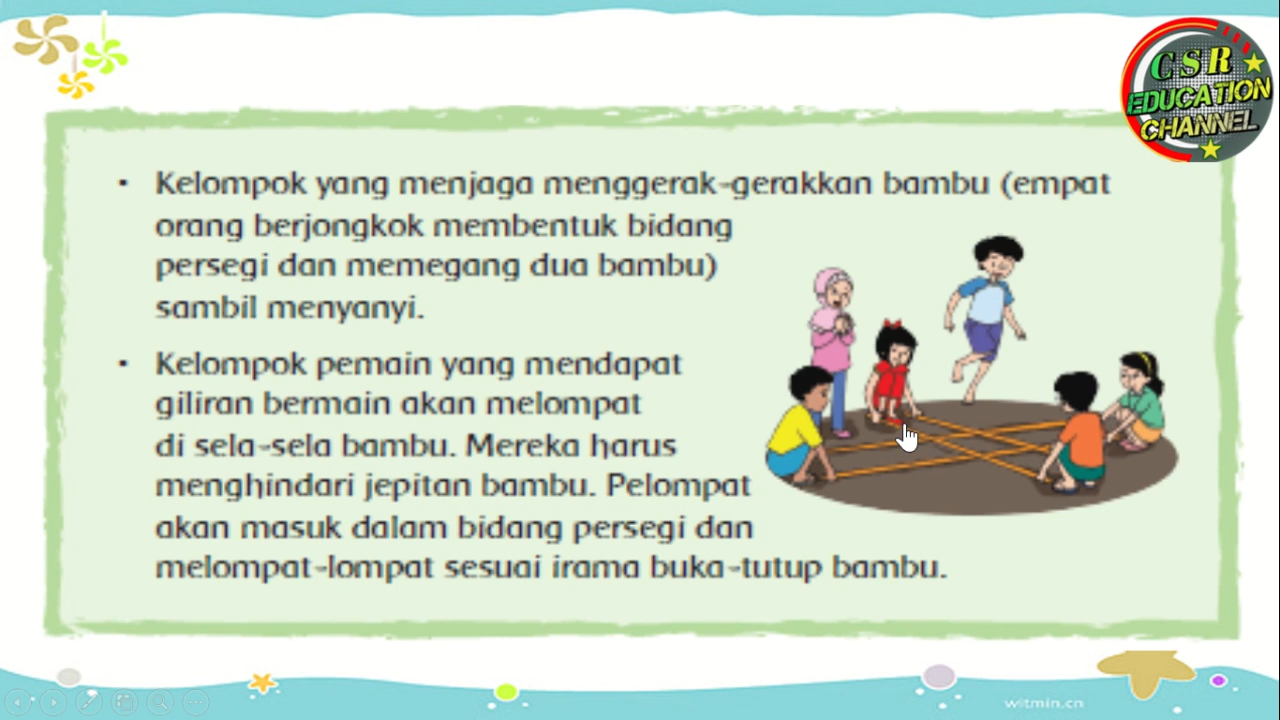 CSR
EDUCATION
CHANNEL
• Kelompok yang menjaga menggerak-gerakkan bambu (empat
orang berjongkok membentuk bidang
persegi dan memegang dua bambu)
sambil menyanyi.
• Kelompok pemain yang mendapat
giliran bermain akan melompat
di sela-sela bambu. Mereka harus
menghindari jepitan bambu. Pelompat
akan masuk dalam bidang persegi dan
melompat-lompat sesuai irama buka-tutup bambu.
witmin.cn